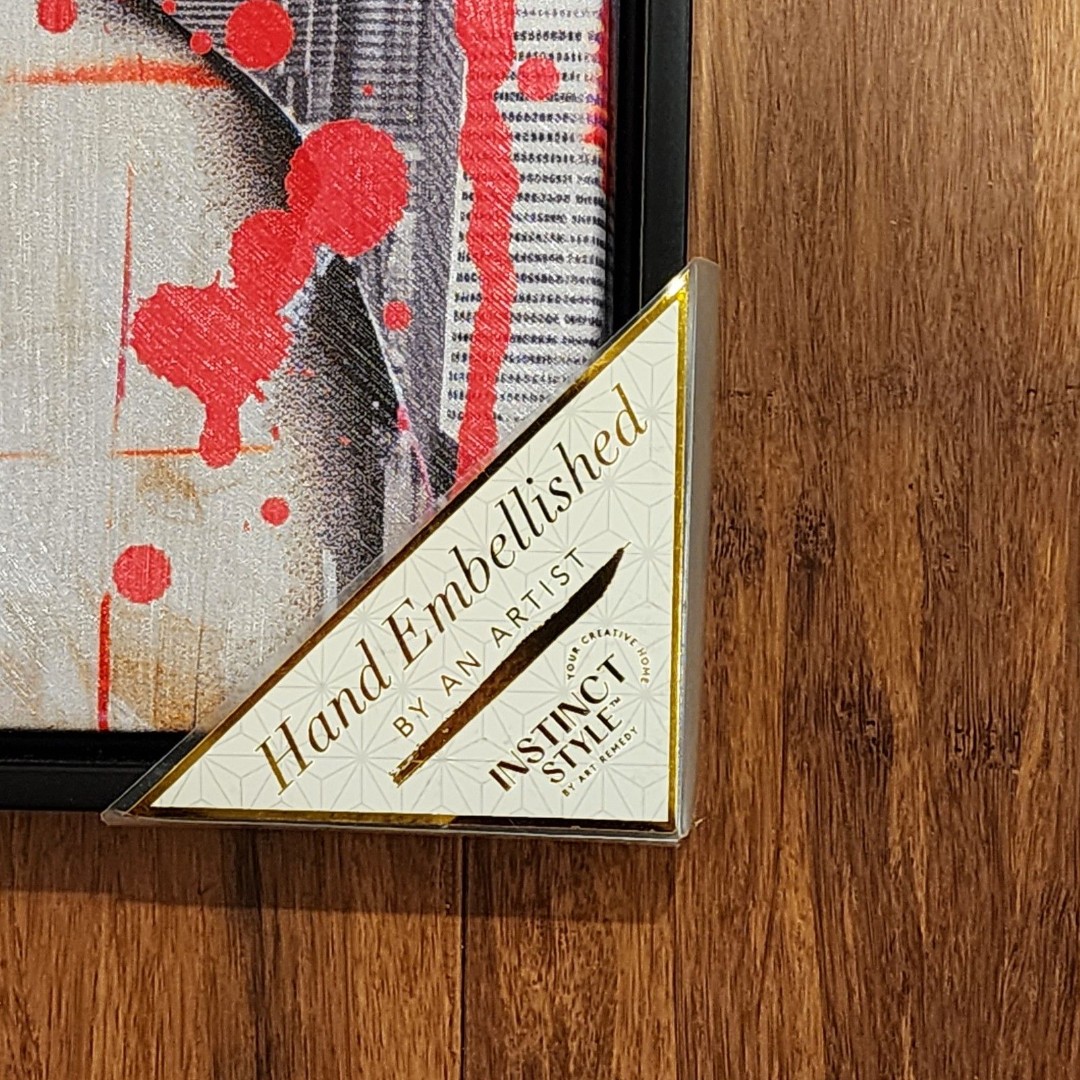 Hand Embellished
BY AN ARTIST
YOUR CREATIVE HOME
INSTINCT
STYLE™
BY ART REMEDY